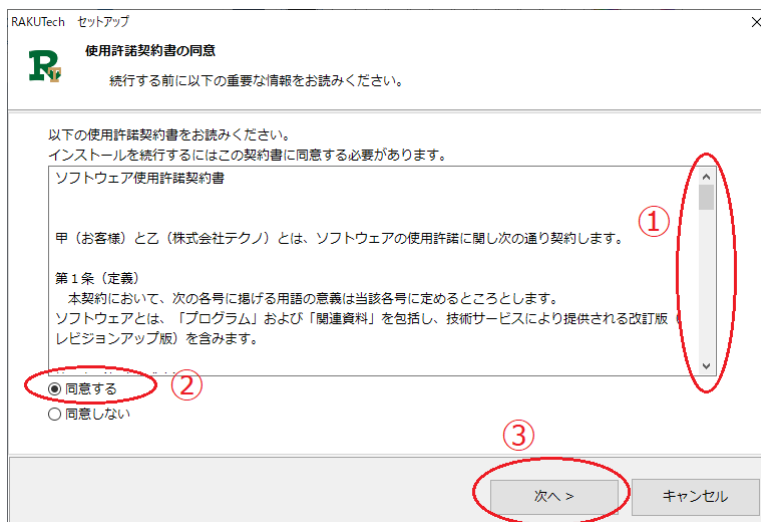 RAKUTech セットアップ
使用許諾契約書の同意
続行する前に以下の重要な情報をお読みください。
以下の使用許諾契約書をお読みください。
インストールを続行するにはこの契約書に同意する必要があります。
ソフトウェア使用許諾契約書
甲（お客様）と乙（株式会社テクノ）とは、ソフトウェアの使用許諾に関し次の通り契約します。
①
第１条（定義）
本契約において、次の各号に掲げる用語の意義は当該各号に定めるところとします。
ソフトウェアとは、「プログラム」および「関連資料」を包括し、技術サービスにより提供される改訂版（
レビジョンアップ版）を含みます。
同意する
②
同意しない
③
次へ >
キャンセル